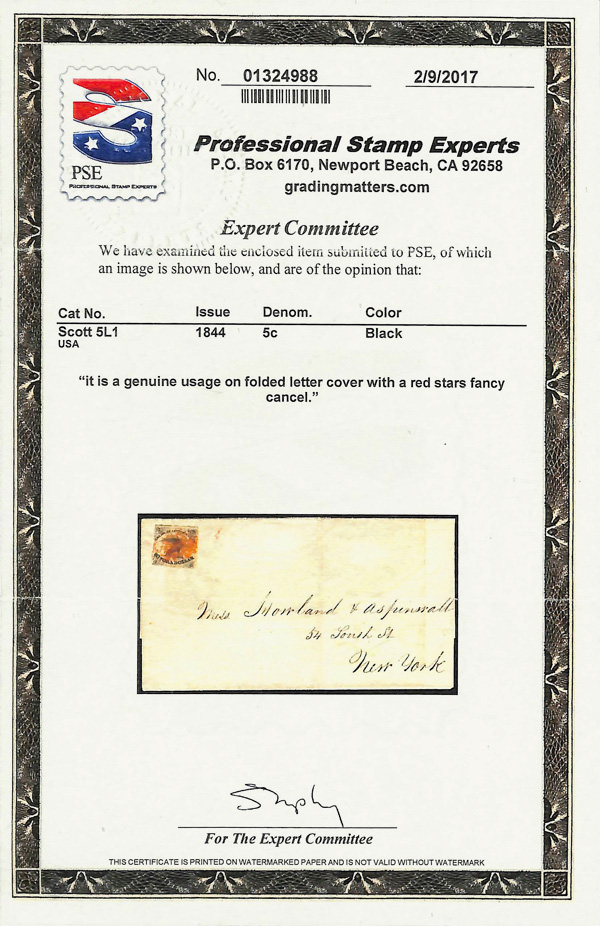 PSE
PROFESSIONAL STAMP EXPERTS
No. 01324988 2/9/2017
Professional Stamp Experts
P.O. Box 6170, Newport Beach, CA 92658
gradingmatters.com
Expert Committee
We have examined the enclosed item submitted to PSE, of which
an image is shown below, and are of the opinion that:
Cat No. Issue Denom. Color
Scott 5L1 1844 5c Black
USA
“it is a genuine usage on folded letter cover with a red stars fancy
cancel.”
Mess Howland & Aspinwall
54 South St
New York
For The Expert Committee
THIS CERTIFICATE IS PRINTED ON WATERMARKED PAPER AND IS NOT VALID WITHOUT WATERMARK